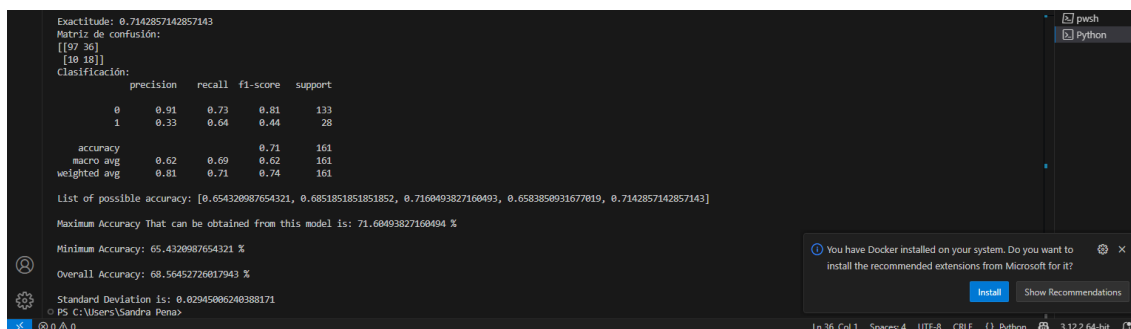 Exactitude: 0.7142857142857143
Matriz de confusión:
[[97 36]
[10 18]]
Clasificación:
precision recall f1-score support
0 0.91 0.73 0.81 133
1 0.33 0.64 0.44 28
accuracy 0.71 161
macro avg 0.62 0.69 0.62 161
weighted avg 0.81 0.71 0.74 161
List of possible accuracy: [0.654320987654321, 0.6851851851851852, 0.7160493827160493, 0.6583850931677019, 0.7142857142857143]
Maximum Accuracy That can be obtained from this model is: 71.60493827160494 %
Minimum Accuracy: 65.4320987654321 %
Overall Accuracy: 68.56452726017943 %
Standard Deviation is: 0.02945006240388171
PS C:\Users\Sandra Pena>
pwsh
Python
You have Docker installed on your system. Do you want to
install the recommended extensions from Microsoft for it?
Install Show Recommendations
0 0 Ln 36, Col 1 Spaces: 4 UTF-8 CRLF {} Python 3.12.2 64-bit